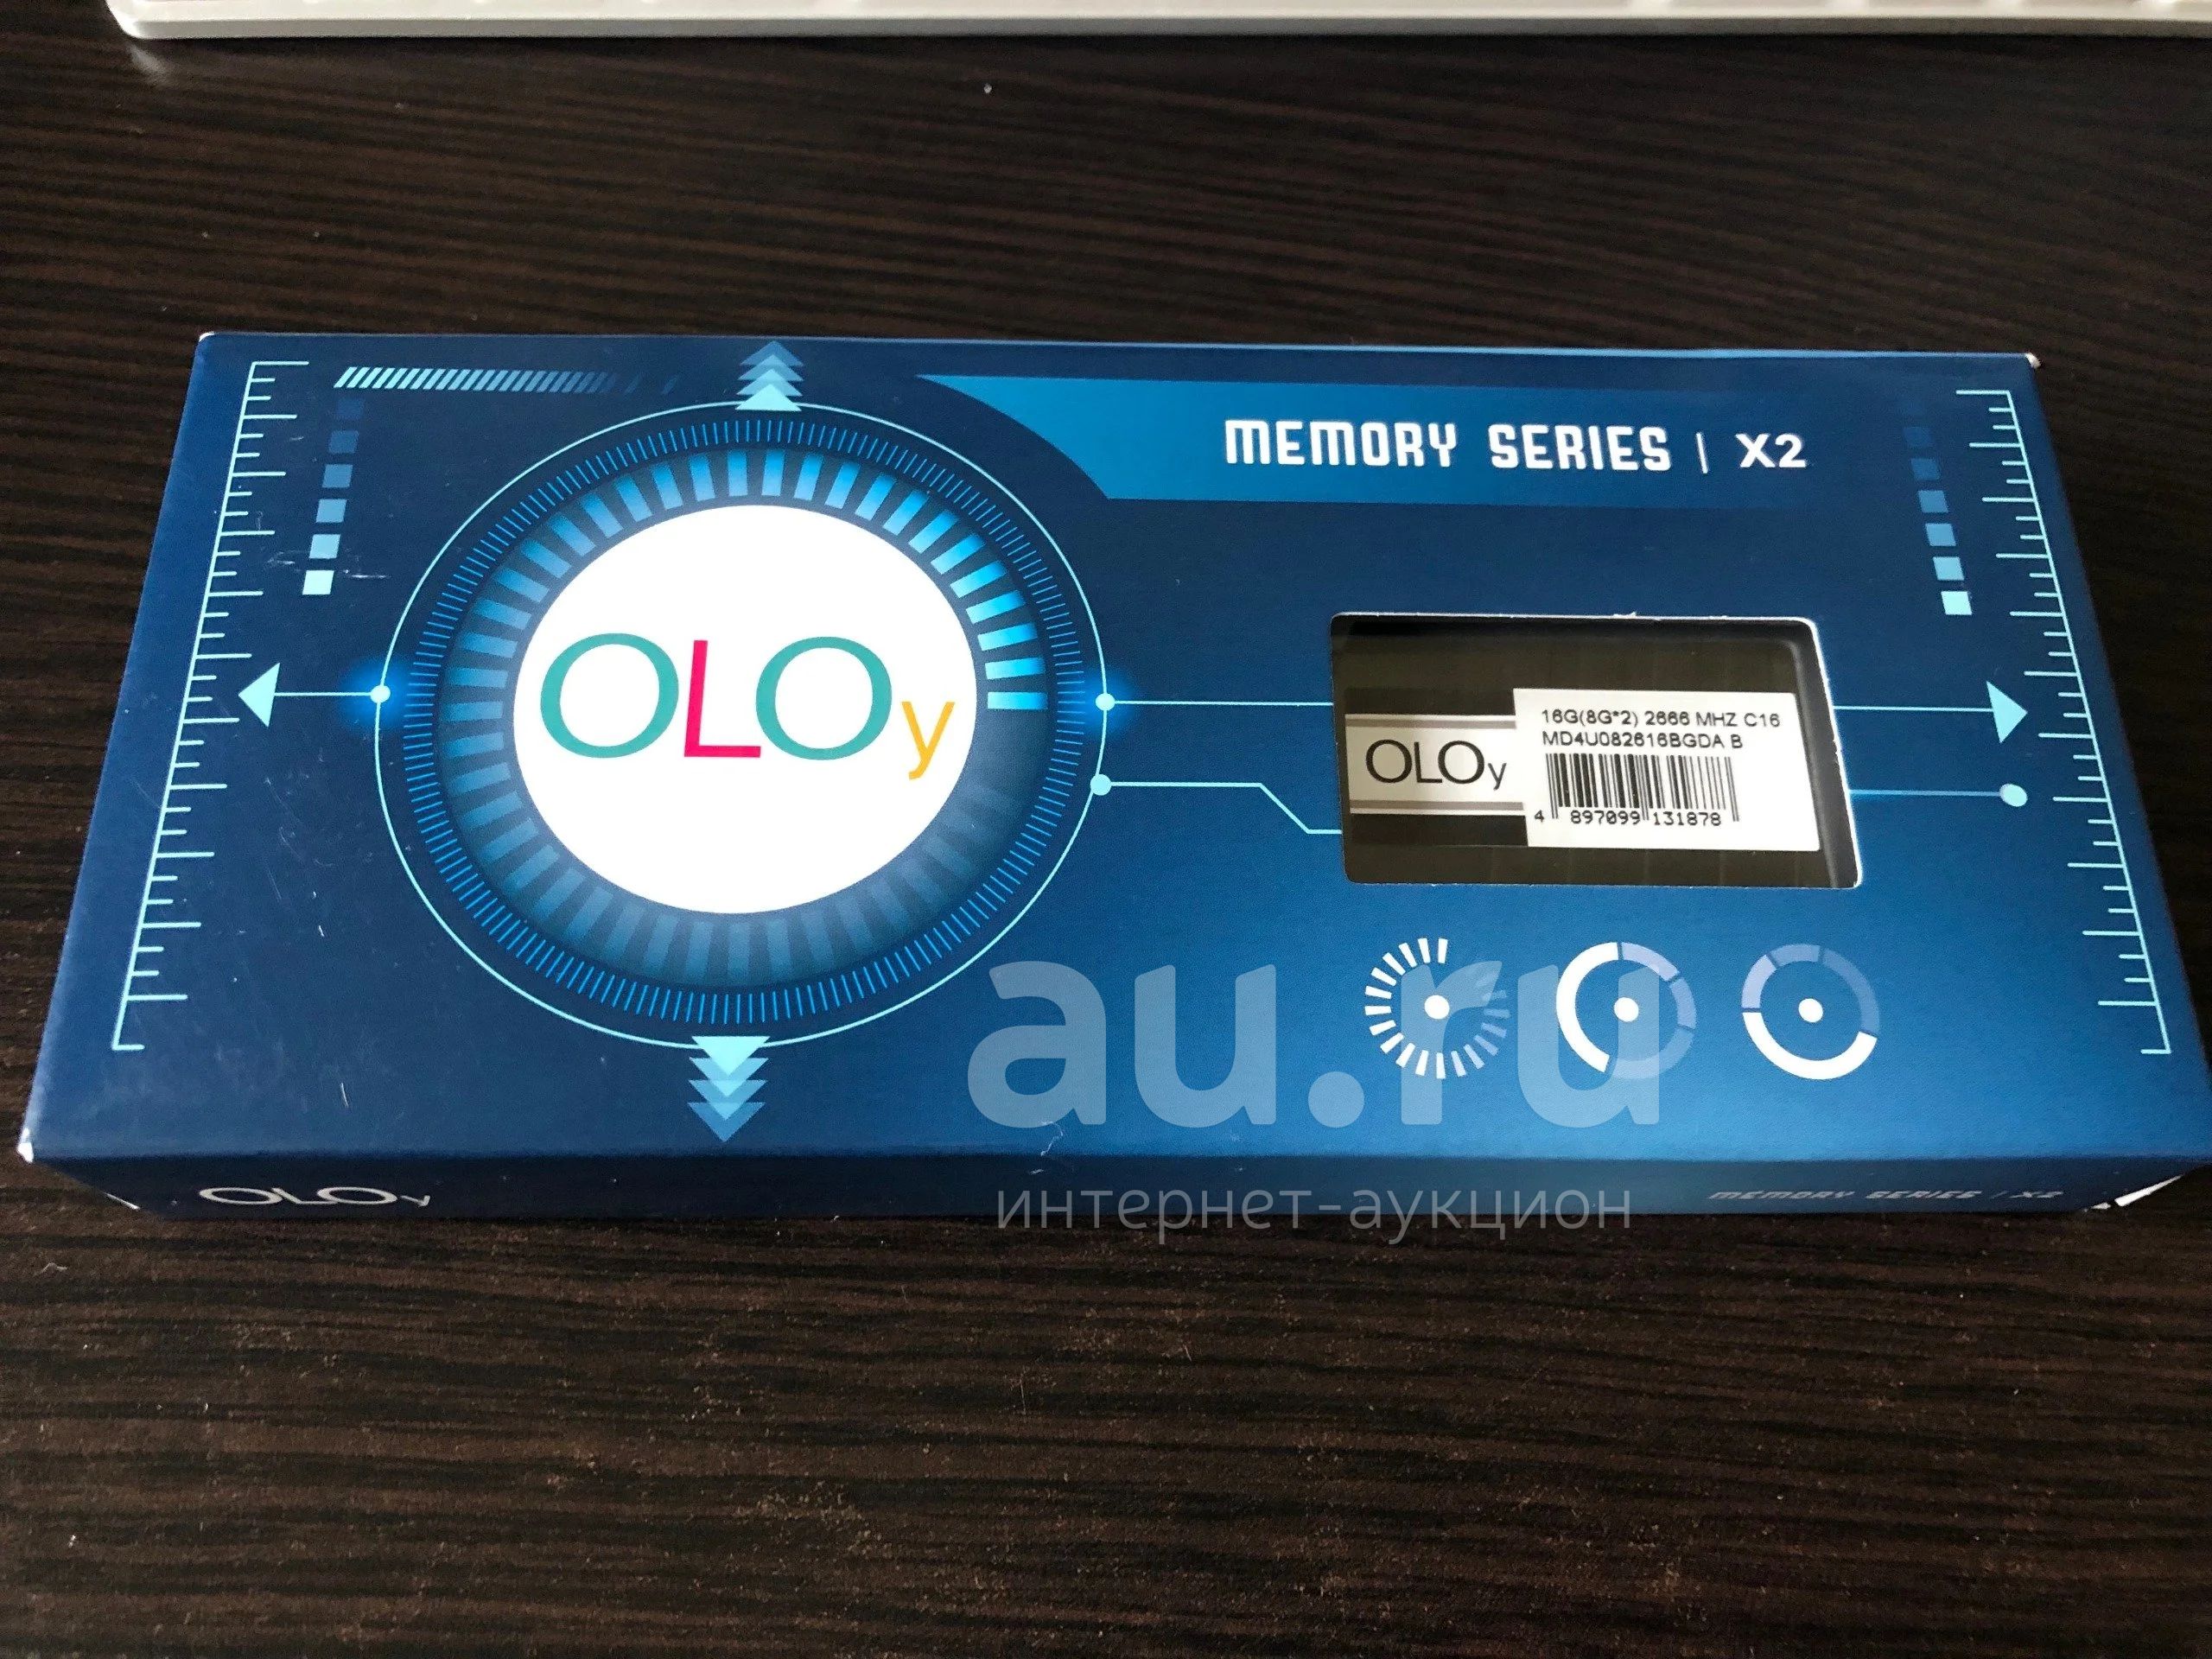 MEMORY SERIES | X2
OLOy
16G(8G*2) 2666 MHZ C16
MD4U082616BGDA B
OLOy
4 897099 131878
au.ru
OLOy
MEMORY SERIES / X2
интернет-аукцион